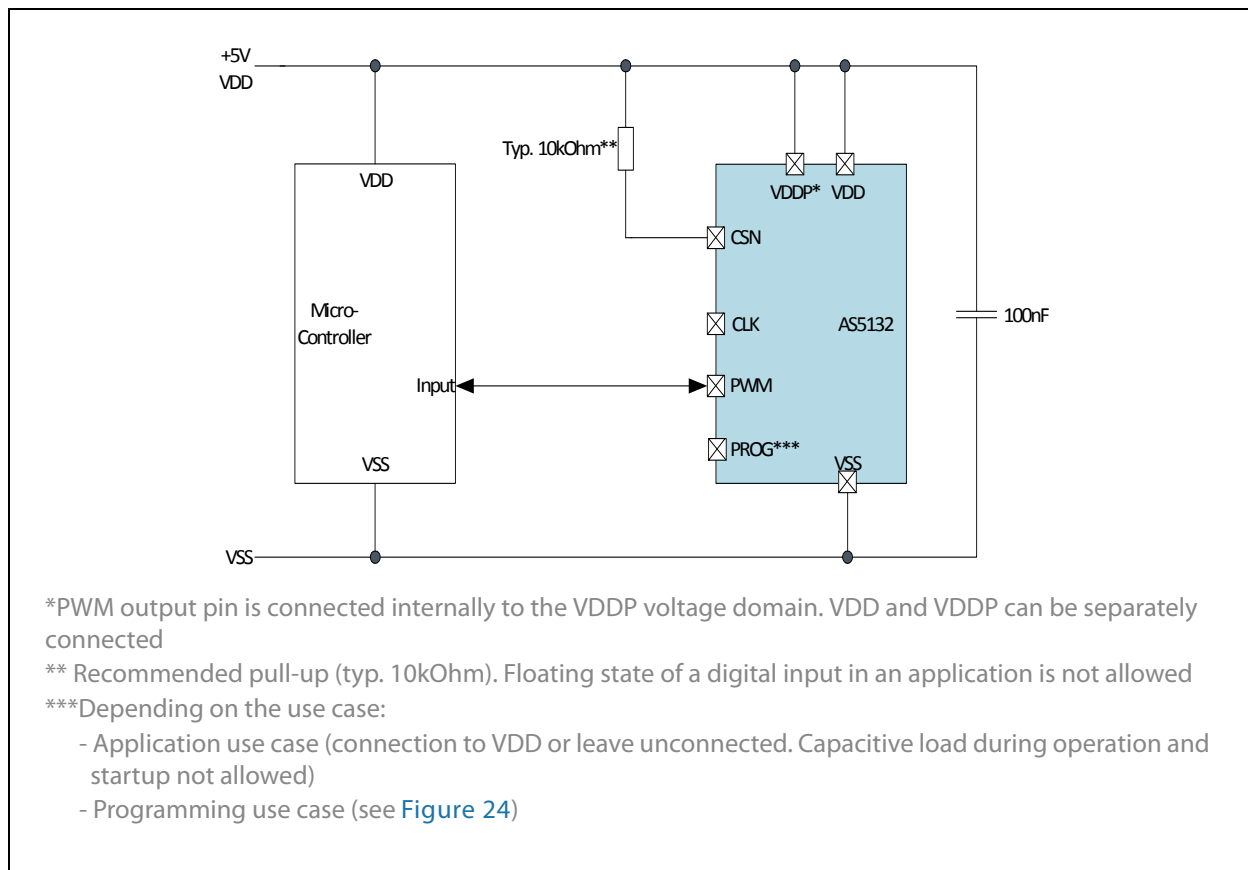 +5V
VDD
Typ. 10kOhm**
VDD
VDDP* VDD
CSN
Micro-
Controller
CLK
AS5132
100nF
Input
PWM
PROG***
VSS
VSS
VSS
*PWM output pin is connected internally to the VDDP voltage domain. VDD and VDDP can be separately
connected
** Recommended pull-up (typ. 10kOhm). Floating state of a digital input in an application is not allowed
***Depending on the use case:
- Application use case (connection to VDD or leave unconnected. Capacitive load during operation and
startup not allowed)
- Programming use case (see Figure 24)